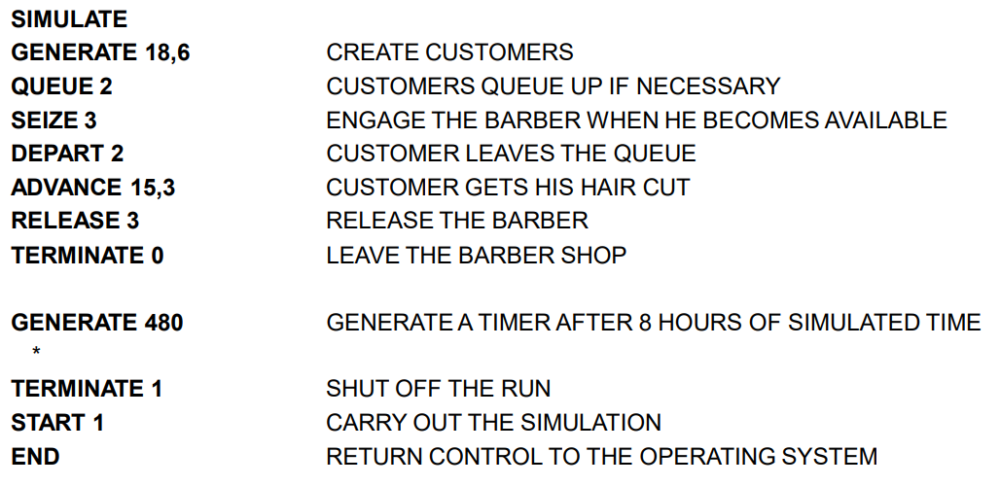 SIMULATE
GENERATE 18,6 CREATE CUSTOMERS
QUEUE 2 CUSTOMERS QUEUE UP IF NECESSARY
SEIZE 3 ENGAGE THE BARBER WHEN HE BECOMES AVAILABLE
DEPART 2 CUSTOMER LEAVES THE QUEUE
ADVANCE 15,3 CUSTOMER GETS HIS HAIR CUT
RELEASE 3 RELEASE THE BARBER
TERMINATE 0 LEAVE THE BARBER SHOP
GENERATE 480 GENERATE A TIMER AFTER 8 HOURS OF SIMULATED TIME
*
TERMINATE 1 SHUT OFF THE RUN
START 1 CARRY OUT THE SIMULATION
END RETURN CONTROL TO THE OPERATING SYSTEM